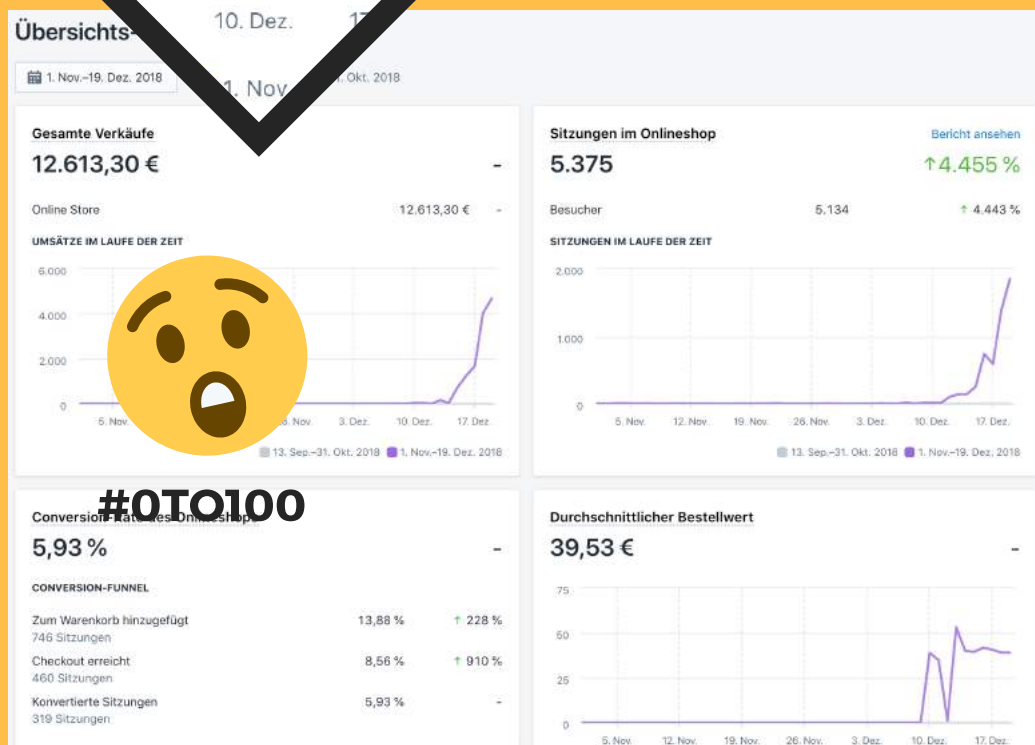 10. Dez.
Übersichts-
1. Nov.–19. Dez. 2018
1. Nov
Okt. 2018
Gesamte Verkäufe
12.613,30 €
-
Online Store 12.613,30 € -
UMSÄTZE IM LAUFE DER ZEIT
6.000
4.000
2.000
0
5. Nov. Nov. 3. Dez. 10. Dez. 17. Dez.
13. Sep.–31. Okt. 2018 1. Nov.–19. Dez. 2018
Sitzungen im Onlineshop Bericht ansehen
5.375 ↑4.455 %
Besucher 5.134 ↑ 4.443 %
SITZUNGEN IM LAUFE DER ZEIT
2.000
1.000
0
5. Nov. 12. Nov. 19. Nov. 26. Nov. 3. Dez. 10. Dez. 17. Dez.
13. Sep.–31. Okt. 2018 1. Nov.–19. Dez. 2018
#0TO100
Conversion-Rate des Onlineshops
5,93 % -
CONVERSION-FUNNEL
Zum Warenkorb hinzugefügt 13,88 % ↑ 228 %
746 Sitzungen
Checkout erreicht 8,56 % ↑ 910 %
460 Sitzungen
Konvertierte Sitzungen 5,93 % -
319 Sitzungen
Durchschnittlicher Bestellwert
39,53 € -
75
50
25
0
5. Nov. 12. Nov. 19. Nov. 26. Nov. 3. Dez. 10. Dez. 17. Dez.